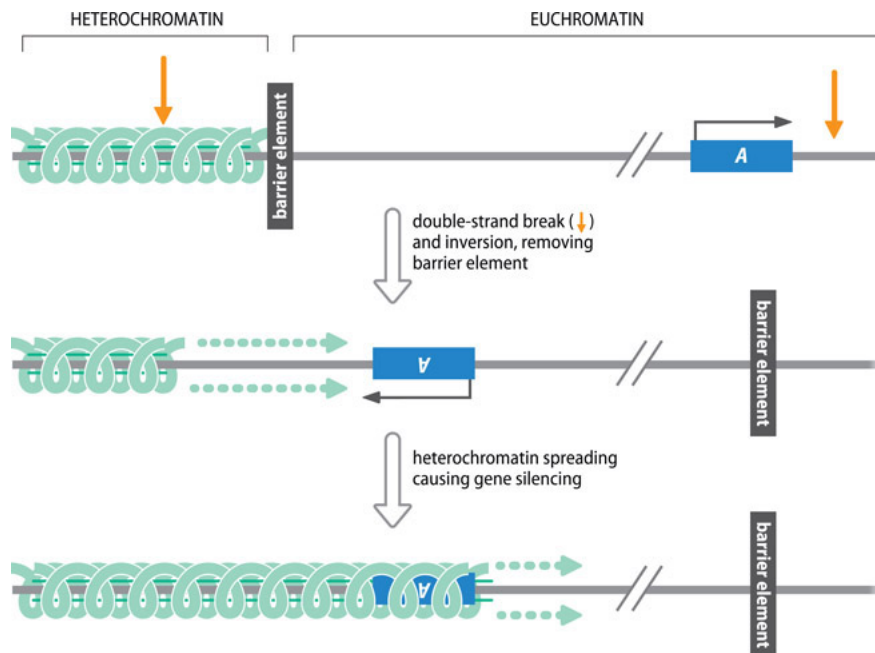 HETEROCHROMATIN
EUCHROMATIN
barrier element
A
double-strand break (↓)
and inversion, removing
barrier element
A
barrier element
heterochromatin spreading
causing gene silencing
A
barrier element